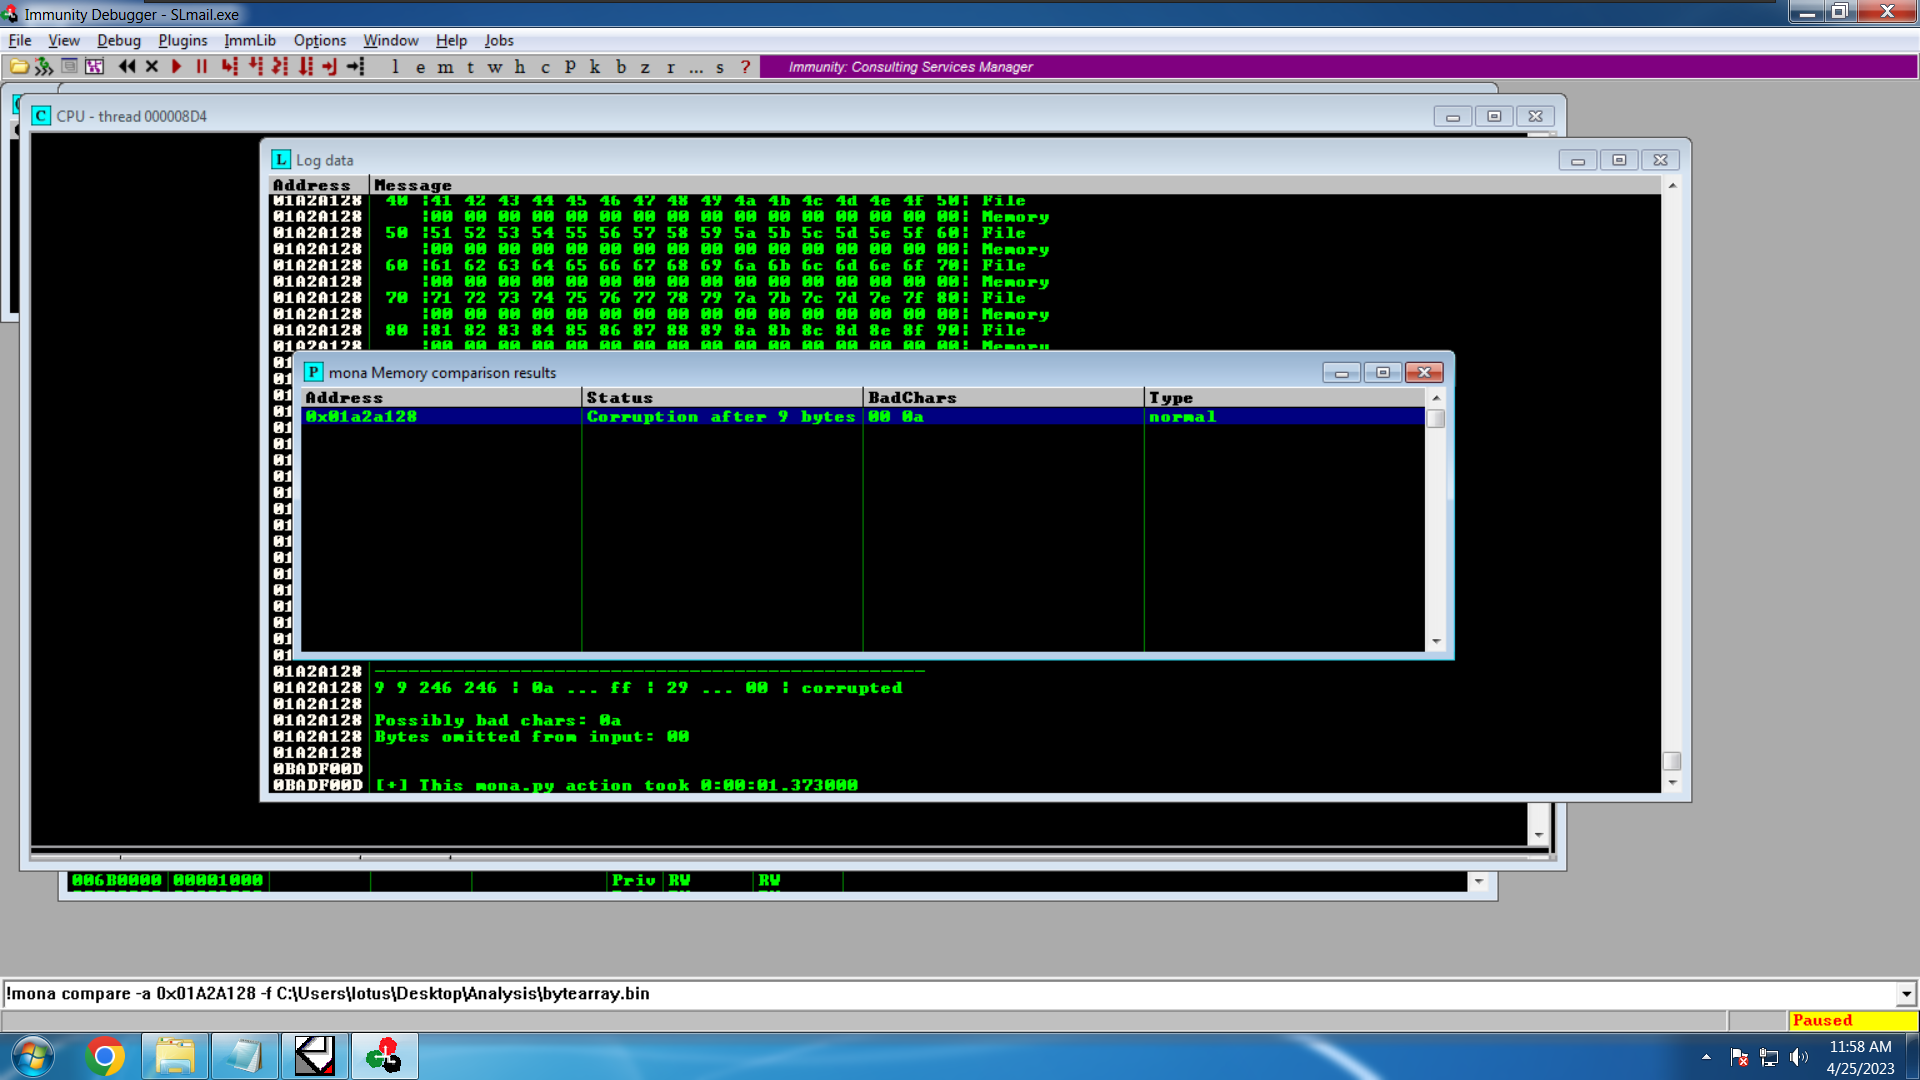 Immunity Debugger - SLmail.exe
File View Debug Plugins ImmLib Options Window Help Jobs
l e m t w h c P k b z r ... s ?
Immunity: Consulting Services Manager
C CPU - thread 000008D4
L Log data
Address Message
01A2A128 40 |41 42 43 44 45 46 47 48 49 4a 4b 4c 4d 4e 4f 50| File
01A2A128 |00 00 00 00 00 00 00 00 00 00 00 00 00 00 00 00| Memory
01A2A128 50 |51 52 53 54 55 56 57 58 59 5a 5b 5c 5d 5e 5f 60| File
01A2A128 |00 00 00 00 00 00 00 00 00 00 00 00 00 00 00 00| Memory
01A2A128 60 |61 62 63 64 65 66 67 68 69 6a 6b 6c 6d 6e 6f 70| File
01A2A128 |00 00 00 00 00 00 00 00 00 00 00 00 00 00 00 00| Memory
01A2A128 70 |71 72 73 74 75 76 77 78 79 7a 7b 7c 7d 7e 7f 80| File
01A2A128 |00 00 00 00 00 00 00 00 00 00 00 00 00 00 00 00| Memory
01A2A128 80 |81 82 83 84 85 86 87 88 89 8a 8b 8c 8d 8e 8f 90| File
01A2A128 |00 00 00 00 00 00 00 00 00 00 00 00 00 00 00 00| Memory
P mona Memory comparison results
Address Status BadChars Type
0x01a2a128 Corruption after 9 bytes 00 0a normal
01A2A128 -------------------------------------------------
01A2A128 9 9 246 246 | 0a ... ff | 29 ... 00 | corrupted
01A2A128
01A2A128 Possibly bad chars: 0a
01A2A128 Bytes omitted from input: 00
01A2A128
0BADF00D
0BADF00D [+] This mona.py action took 0:00:01.373000
006B0000 00001000 Priv RW RW
!mona compare -a 0x01A2A128 -f C:\Users\lotus\Desktop\Analysis\bytearray.bin
Paused
11:58 AM
4/25/2023